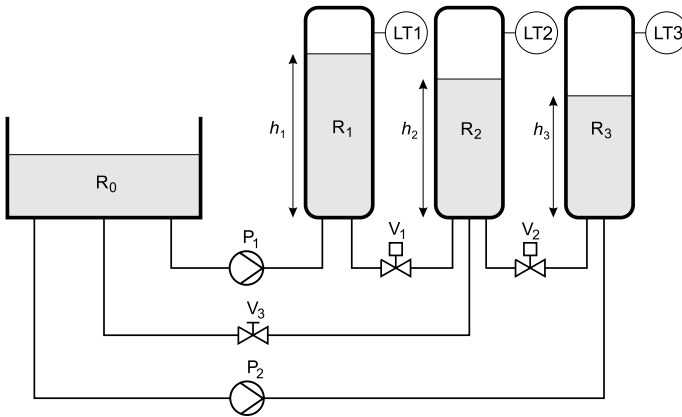 LT1
LT2
LT3
h₁
R₁
h₂
R₂
h₃
R₃
R₀
P₁
V₁
V₂
V₃
P₂